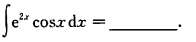 ∫e^{2x} cos x dx = ________.